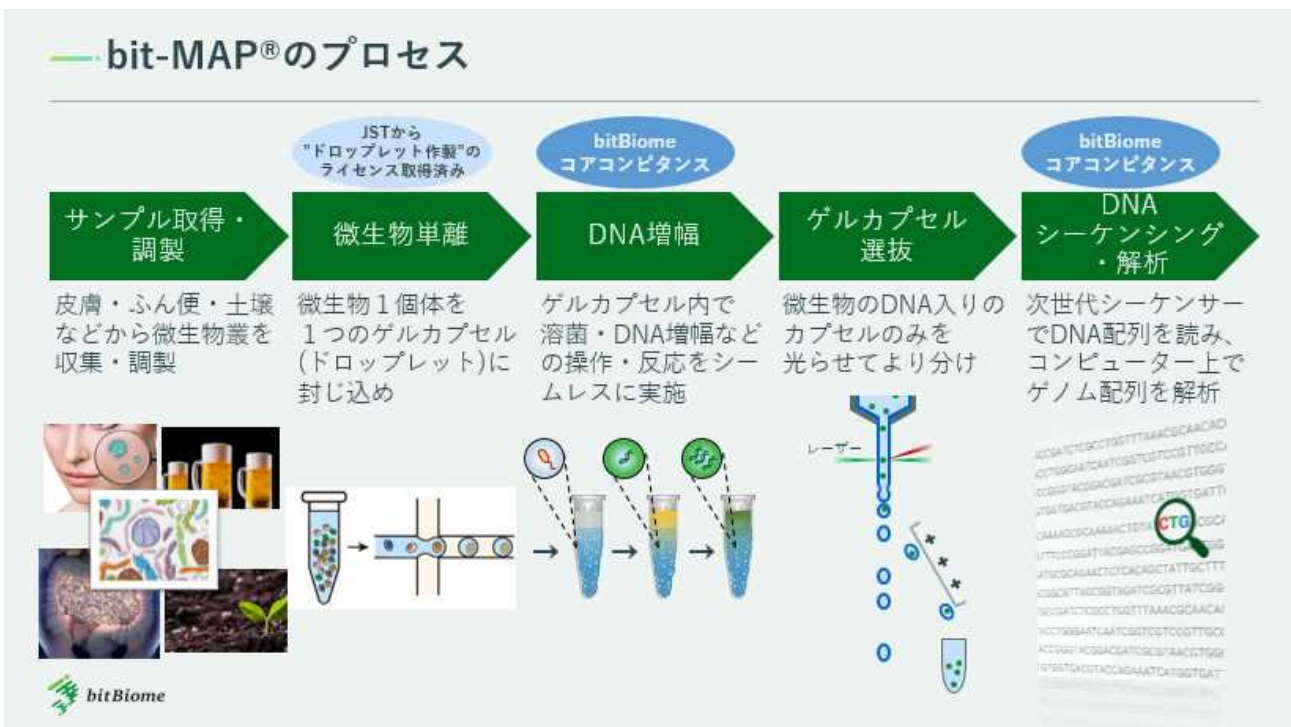 bit-MAP®のプロセス
JSTから
"ドロップレット作製"の
ライセンス取得済み
bitBiome
コアコンピタンス
bitBiome
コアコンピタンス
サンプル取得・
調製
微生物単離
DNA増幅
ゲルカプセル
選抜
DNA
シーケンシング
・解析
皮膚・ふん便・土壌
などから微生物叢を
収集・調製
微生物１個体を
１つのゲルカプセル
(ドロップレット)に
封じ込め
ゲルカプセル内で
溶菌・DNA増幅など
の操作・反応をシー
ムレスに実施
微生物のDNA入りの
カプセルのみを
光らせてより分け
次世代シーケンサー
でDNA配列を読み、
コンピューター上で
ゲノム配列を解析
レーザー
CTG
bitBiome